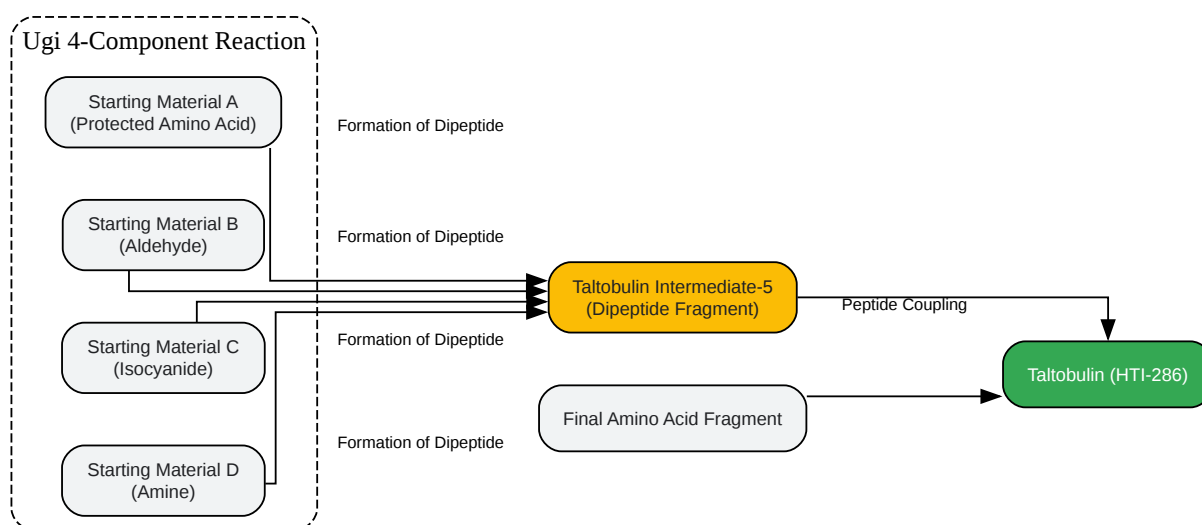 Ugi 4-Component Reaction
Starting Material A
(Protected Amino Acid)
Formation of Dipeptide
Starting Material B
(Aldehyde)
Formation of Dipeptide
Taltobulin Intermediate-5
(Dipeptide Fragment)
Peptide Coupling
Starting Material C
(Isocyanide)
Formation of Dipeptide
Taltobulin (HTI-286)
Final Amino Acid Fragment
Starting Material D
(Amine)
Formation of Dipeptide